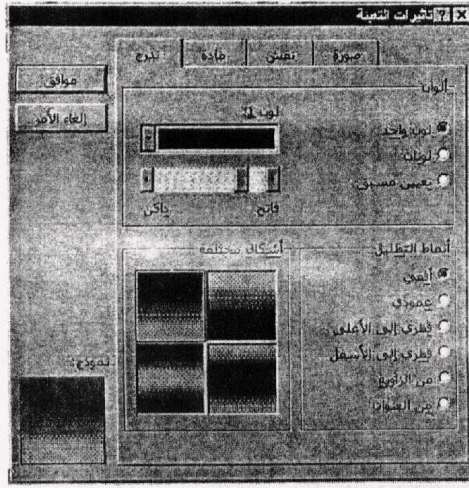 تأثيرات التعبئة
تدرج
مادة
نقش
صورة
موافق
إلغاء الأمر
ألوان
لون واحد
لونان
تعيين مسبق
لون 1:
داكن
فاتح
أنماط التظليل
أفقي
عمودي
قطري إلى الأعلى
قطري إلى الأسفل
من الزاوية
من العنوان
أشكال مختلفة
نموذج: